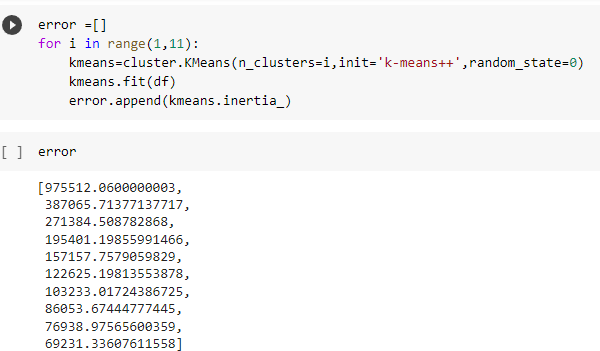 error =[]
for i in range(1,11):
    kmeans=cluster.KMeans(n_clusters=i,init='k-means++',random_state=0)
    kmeans.fit(df)
    error.append(kmeans.inertia_)
[ ] error
[975512.0600000003,
 387065.71377137717,
 271384.508782868,
 195401.19855991466,
 157157.7579059829,
 122625.19813553878,
 103233.01724386725,
 86053.67444777445,
 76938.97565600359,
 69231.33607611558]